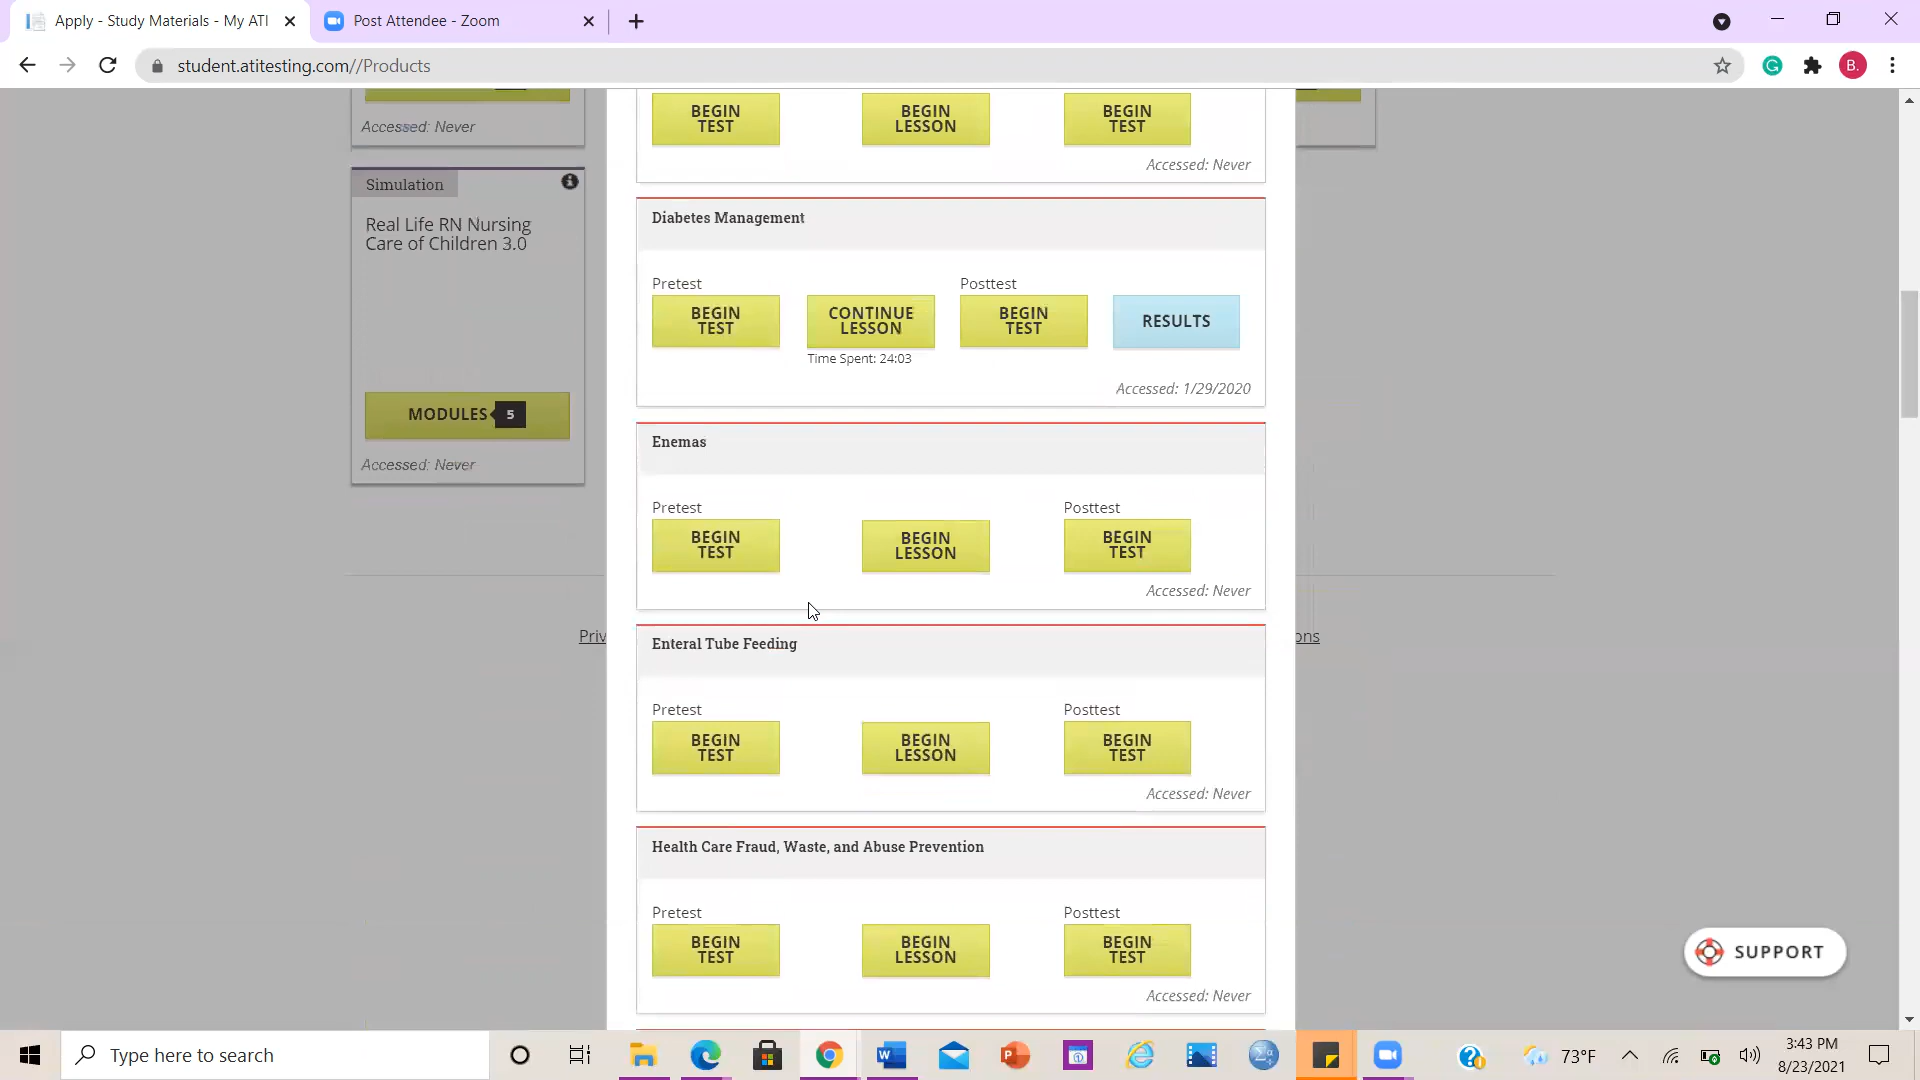 Apply - Study Materials - My ATI
Post Attendee - Zoom
student.atitesting.com//Products
B.
Accessed: Never
Simulation
Real Life RN Nursing
Care of Children 3.0
MODULES 5
Accessed: Never
BEGIN
TEST
BEGIN
LESSON
BEGIN
TEST
Accessed: Never
Diabetes Management
Pretest
Posttest
BEGIN
TEST
CONTINUE
LESSON
BEGIN
TEST
RESULTS
Time Spent: 24:03
Accessed: 1/29/2020
Enemas
Pretest
Posttest
BEGIN
TEST
BEGIN
LESSON
BEGIN
TEST
Accessed: Never
Priv
ons
Enteral Tube Feeding
Pretest
Posttest
BEGIN
TEST
BEGIN
LESSON
BEGIN
TEST
Accessed: Never
Health Care Fraud, Waste, and Abuse Prevention
Pretest
Posttest
BEGIN
TEST
BEGIN
LESSON
BEGIN
TEST
Accessed: Never
SUPPORT
Type here to search
73°F
3:43 PM
8/23/2021